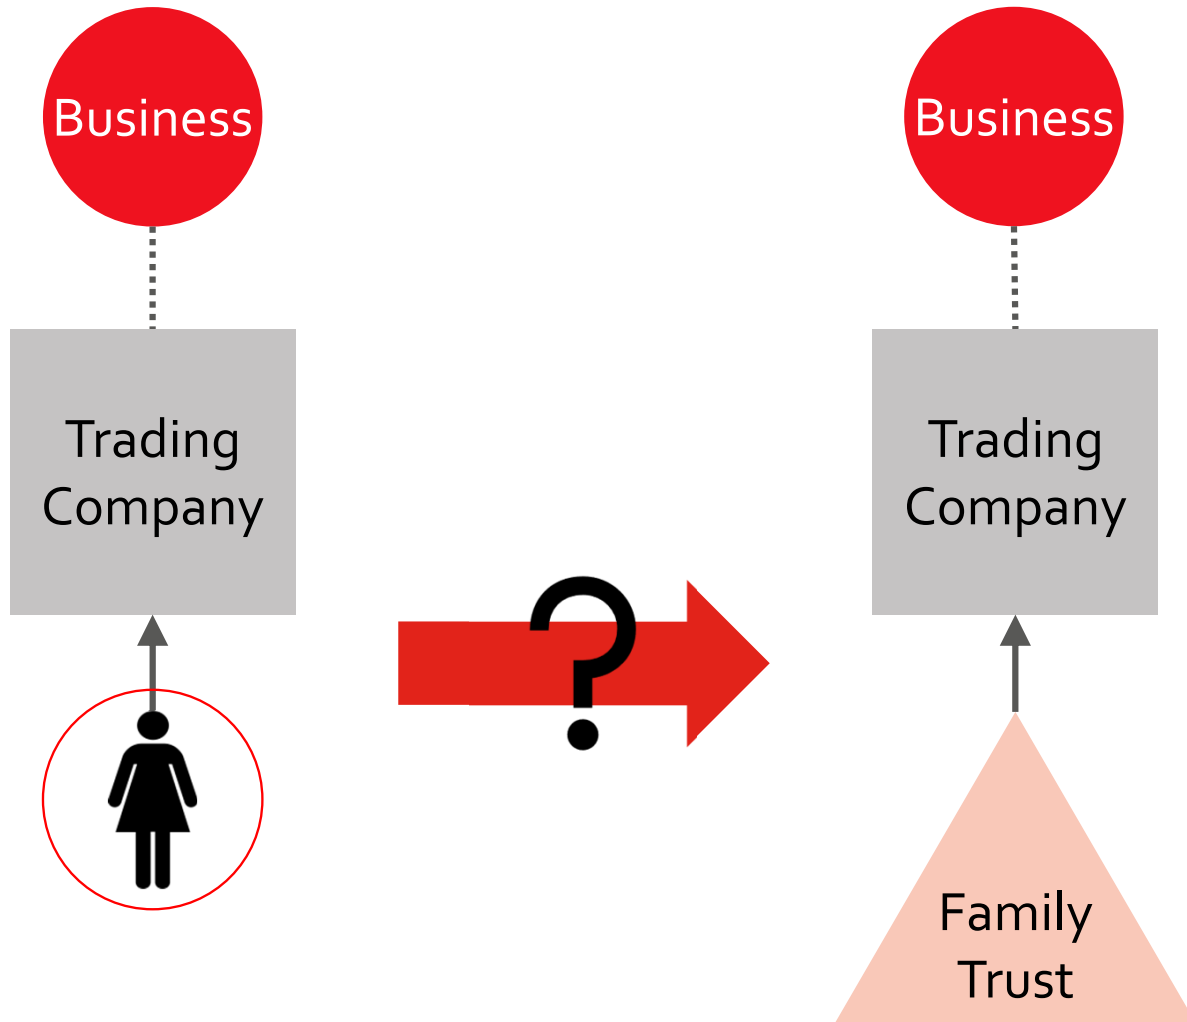 Business
Trading
Company
?
Business
Trading
Company
Family
Trust